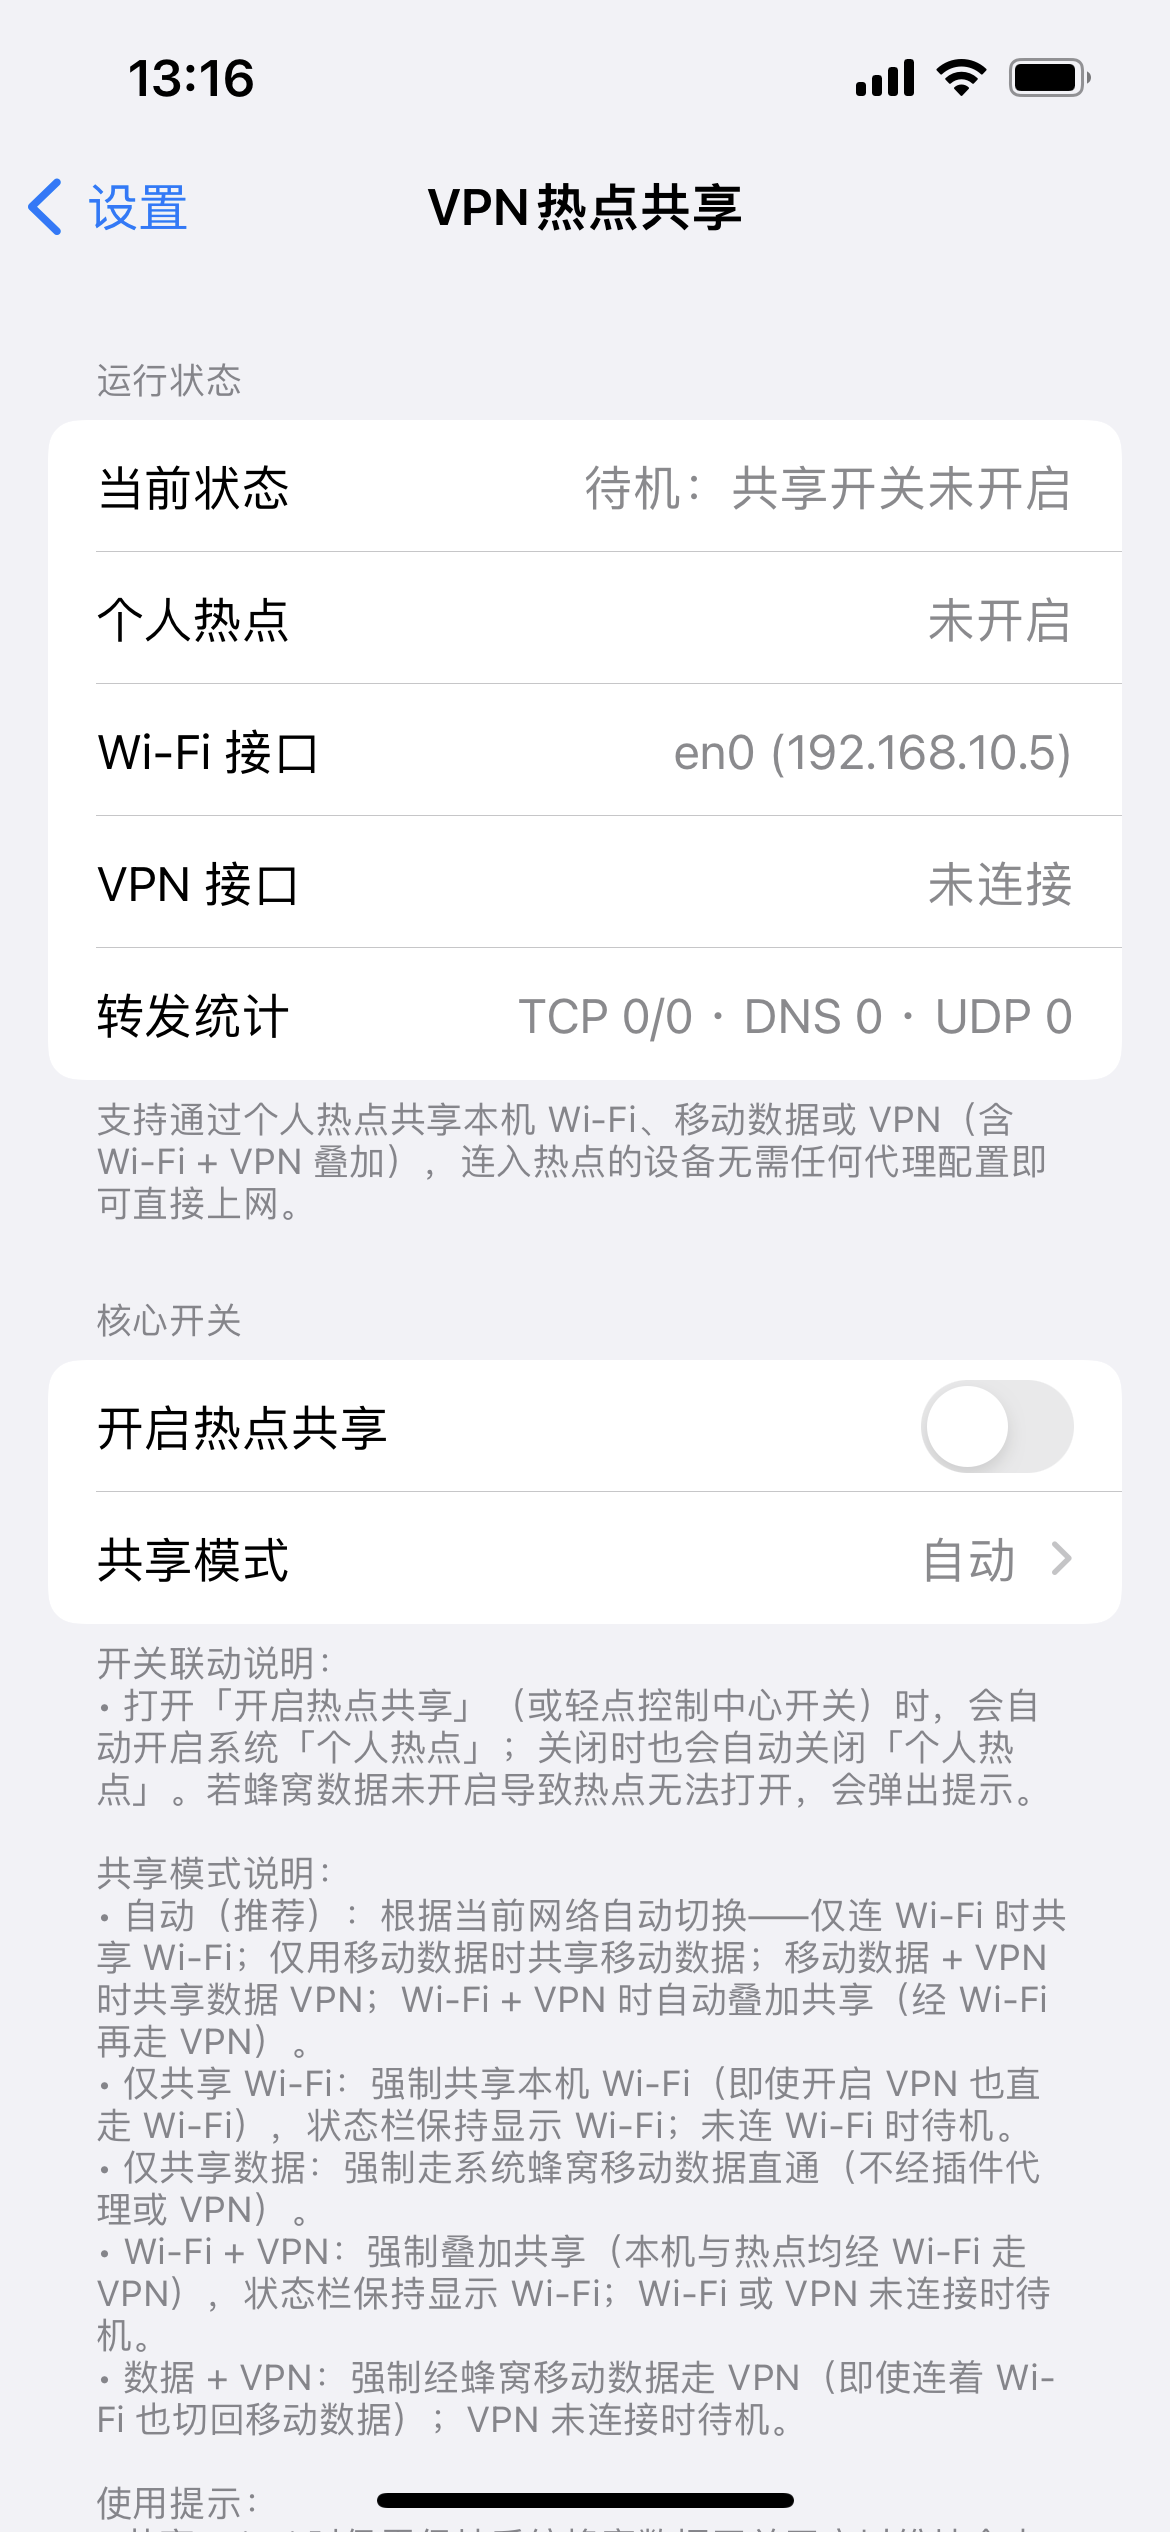 13:16
设置
VPN热点共享
运行状态
当前状态 待机：共享开关未开启
个人热点 未开启
Wi-Fi 接口 en0 (192.168.10.5)
VPN 接口 未连接
转发统计 TCP 0/0 · DNS 0 · UDP 0
支持通过个人热点共享本机 Wi-Fi、移动数据或 VPN（含
Wi-Fi + VPN 叠加），连入热点的设备无需任何代理配置即
可直接上网。
核心开关
开启热点共享
共享模式 自动
开关联动说明：
• 打开「开启热点共享」（或轻点控制中心开关）时，会自
动开启系统「个人热点」；关闭时也会自动关闭「个人热
点」。若蜂窝数据未开启导致热点无法打开，会弹出提示。
共享模式说明：
• 自动（推荐）：根据当前网络自动切换——仅连 Wi-Fi 时共
享 Wi-Fi；仅用移动数据时共享移动数据；移动数据 + VPN
时共享数据 VPN；Wi-Fi + VPN 时自动叠加共享（经 Wi-Fi
再走 VPN）。
• 仅共享 Wi-Fi：强制共享本机 Wi-Fi（即使开启 VPN 也直
走 Wi-Fi），状态栏保持显示 Wi-Fi；未连 Wi-Fi 时待机。
• 仅共享数据：强制走系统蜂窝移动数据直通（不经插件代
理或 VPN）。
• Wi-Fi + VPN：强制叠加共享（本机与热点均经 Wi-Fi 走
VPN），状态栏保持显示 Wi-Fi；Wi-Fi 或 VPN 未连接时待
机。
• 数据 + VPN：强制经蜂窝移动数据走 VPN（即使连着 Wi-
Fi 也切回移动数据）；VPN 未连接时待机。
使用提示：